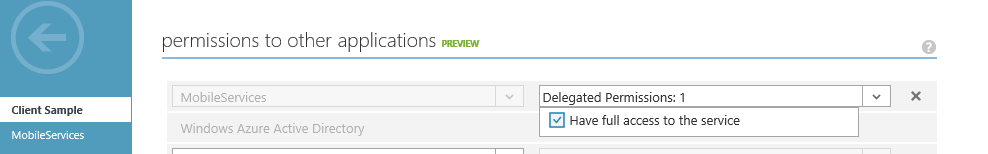 permissions to other applications PREVIEW
?
MobileServices
Delegated Permissions: 1
Client Sample
Have full access to the service
MobileServices
Windows Azure Active Directory